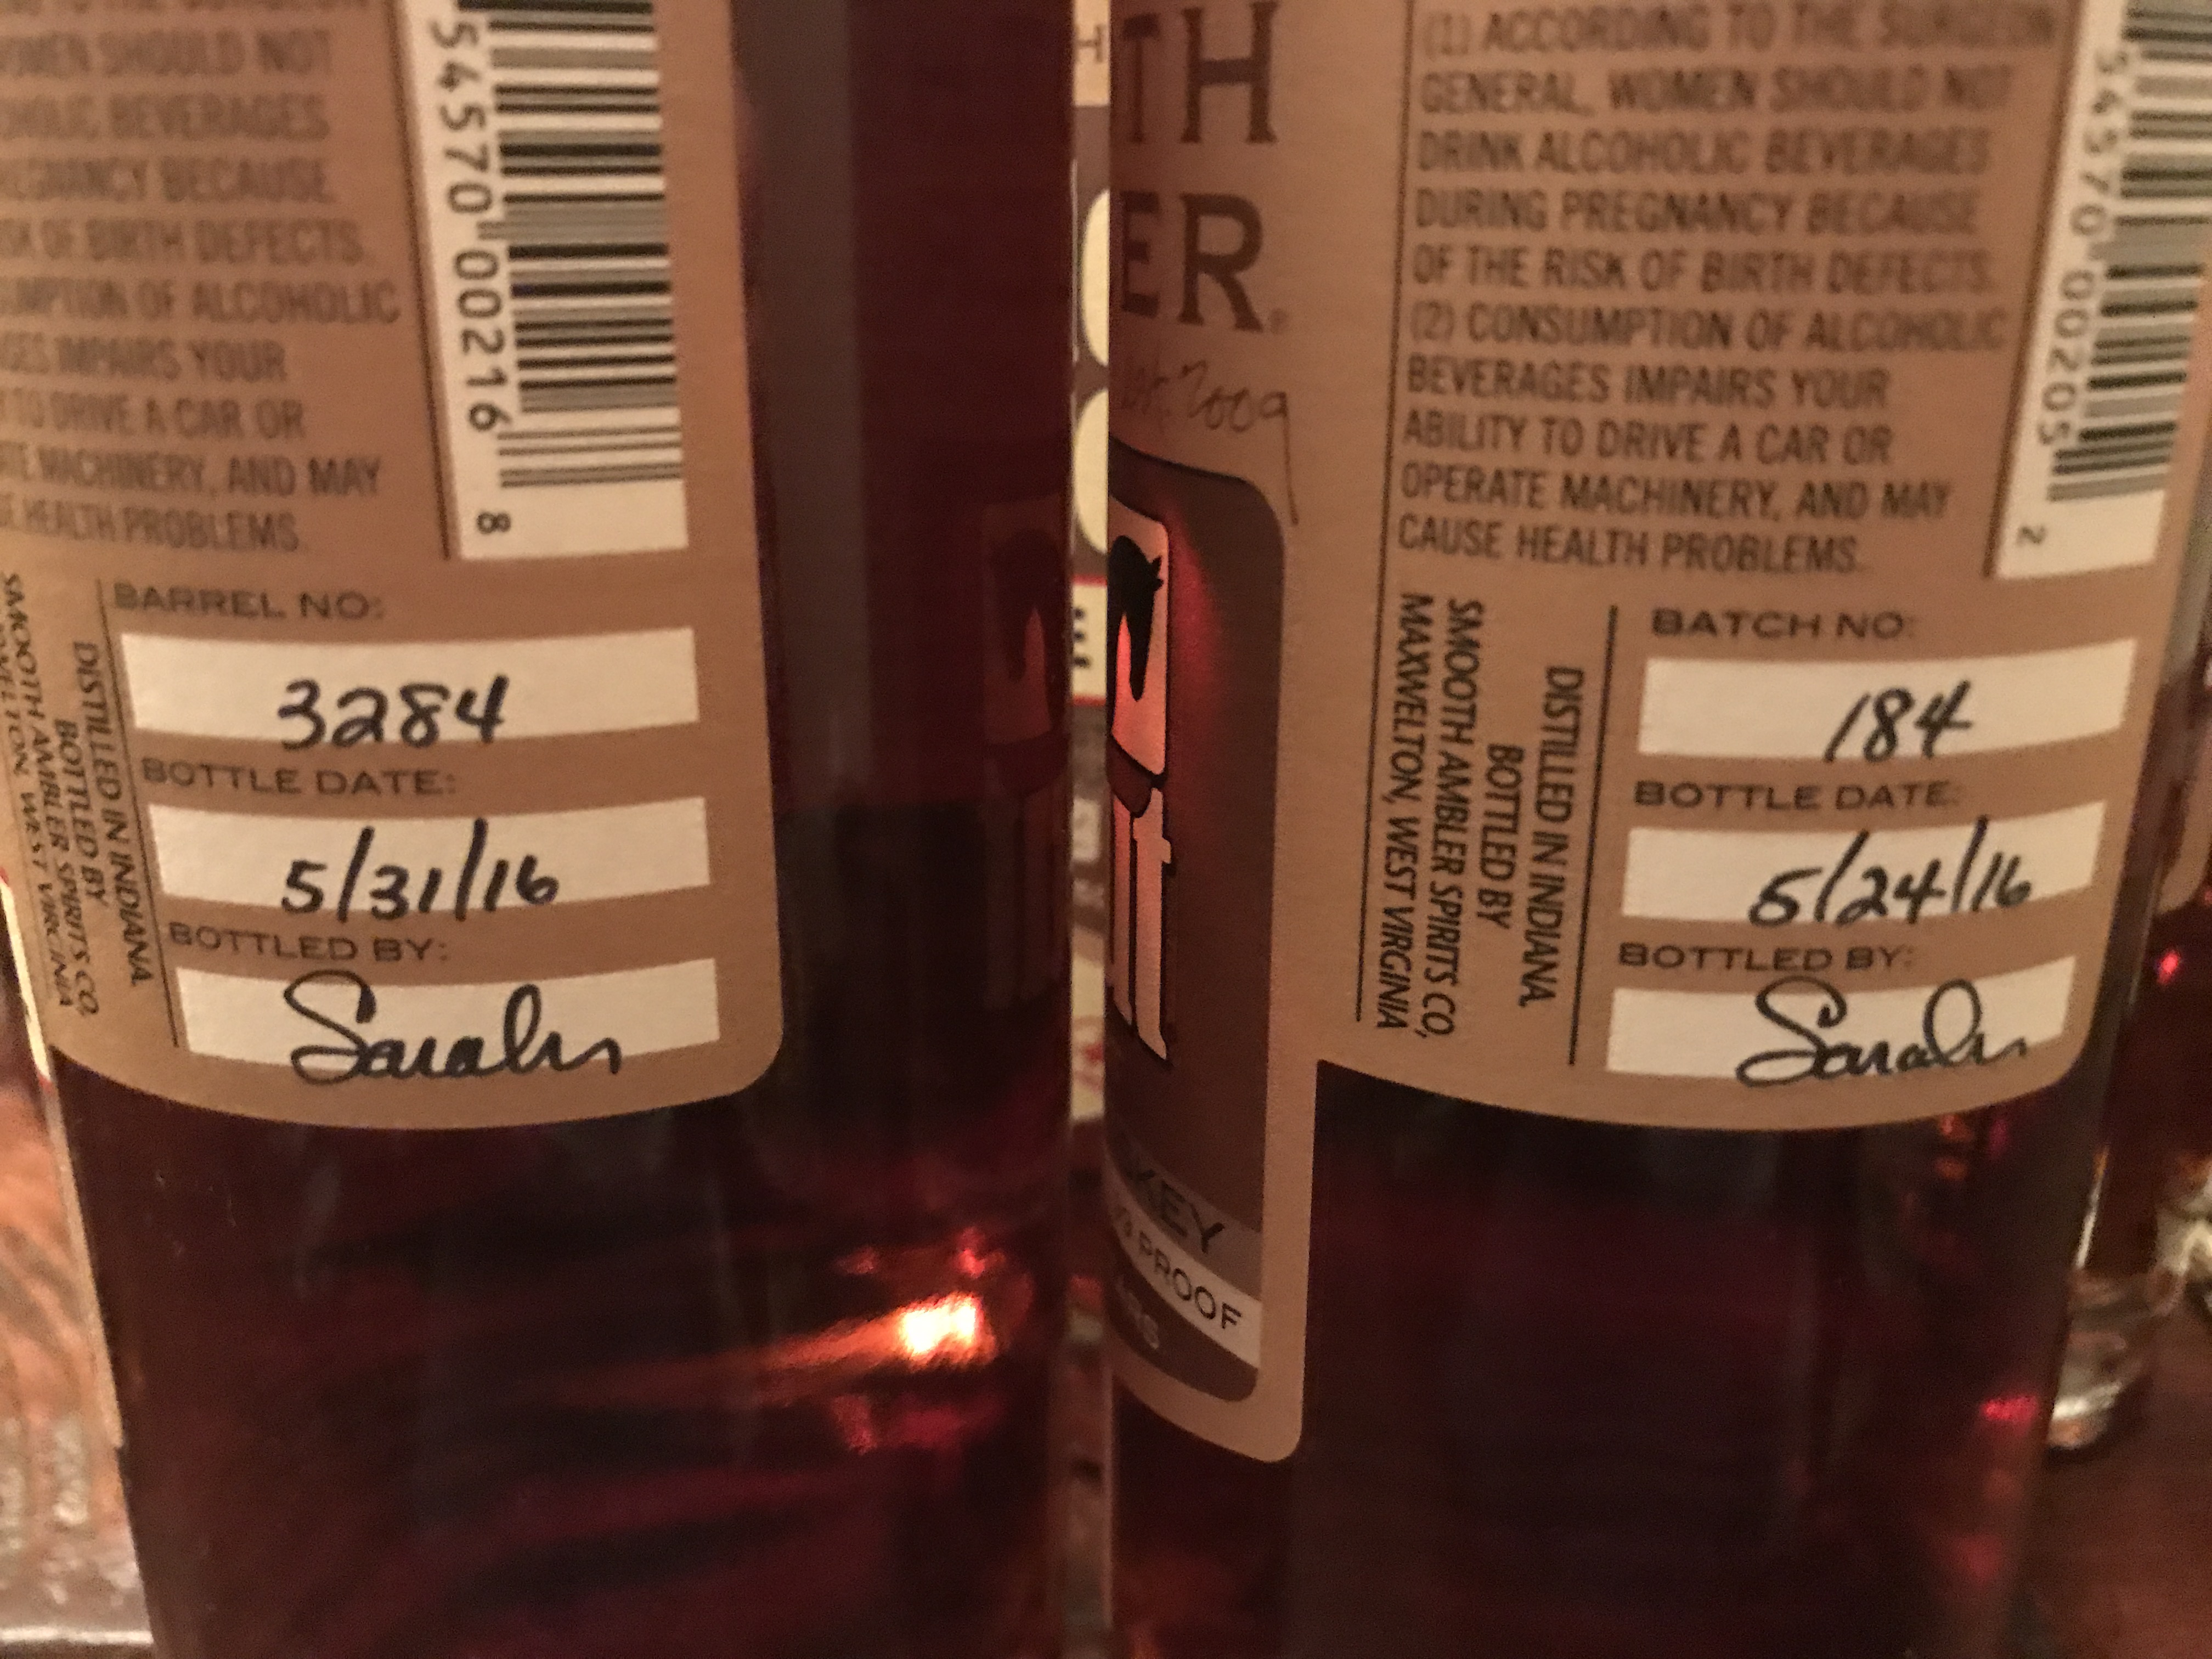 WOMEN SHOULD NOT
BEVERAGES
BECAUSE
OF BIRTH DEFECTS.
OF ALCOHOLIC
IMPAIRS YOUR
TO DRIVE A CAR OR
MACHINERY, AND MAY
HEALTH PROBLEMS.
54570 00216 8
BARREL NO:
3284
BOTTLE DATE:
5/31/16
BOTTLED BY:
Sarah
DISTILLED IN INDIANA
BOTTLED BY
SMOOTH AMBLER SPIRITS CO,
WEST VIRGINIA
TH
ER®
2009
it
KEY
PROOF
(1) ACCORDING TO THE SURGEON
GENERAL, WOMEN SHOULD NOT
DRINK ALCOHOLIC BEVERAGES
DURING PREGNANCY BECAUSE
OF THE RISK OF BIRTH DEFECTS.
(2) CONSUMPTION OF ALCOHOLIC
BEVERAGES IMPAIRS YOUR
ABILITY TO DRIVE A CAR OR
OPERATE MACHINERY, AND MAY
CAUSE HEALTH PROBLEMS.
54570 00205 2
DISTILLED IN INDIANA
BOTTLED BY
SMOOTH AMBLER SPIRITS CO,
MAXWELTON, WEST VIRGINIA
BATCH NO:
184
BOTTLE DATE:
5/24/16
BOTTLED BY:
Sarah